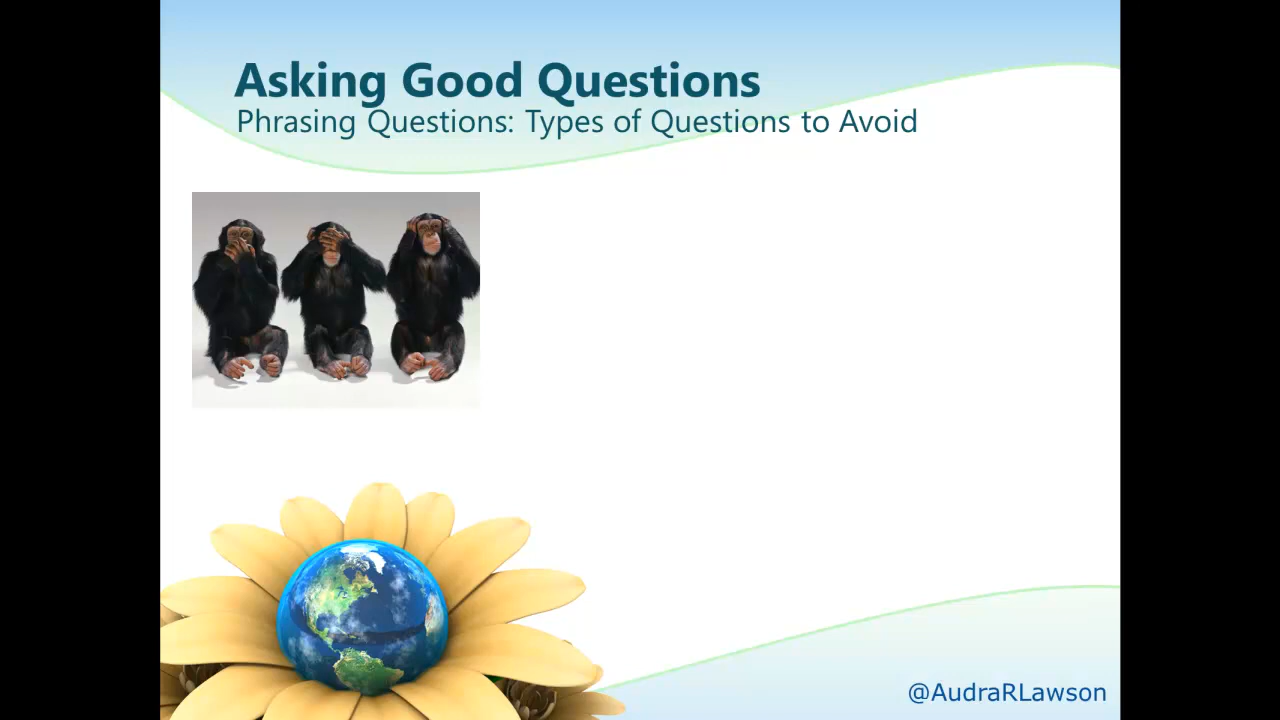 Asking Good Questions
Phrasing Questions: Types of Questions to Avoid
@AudraRLawson